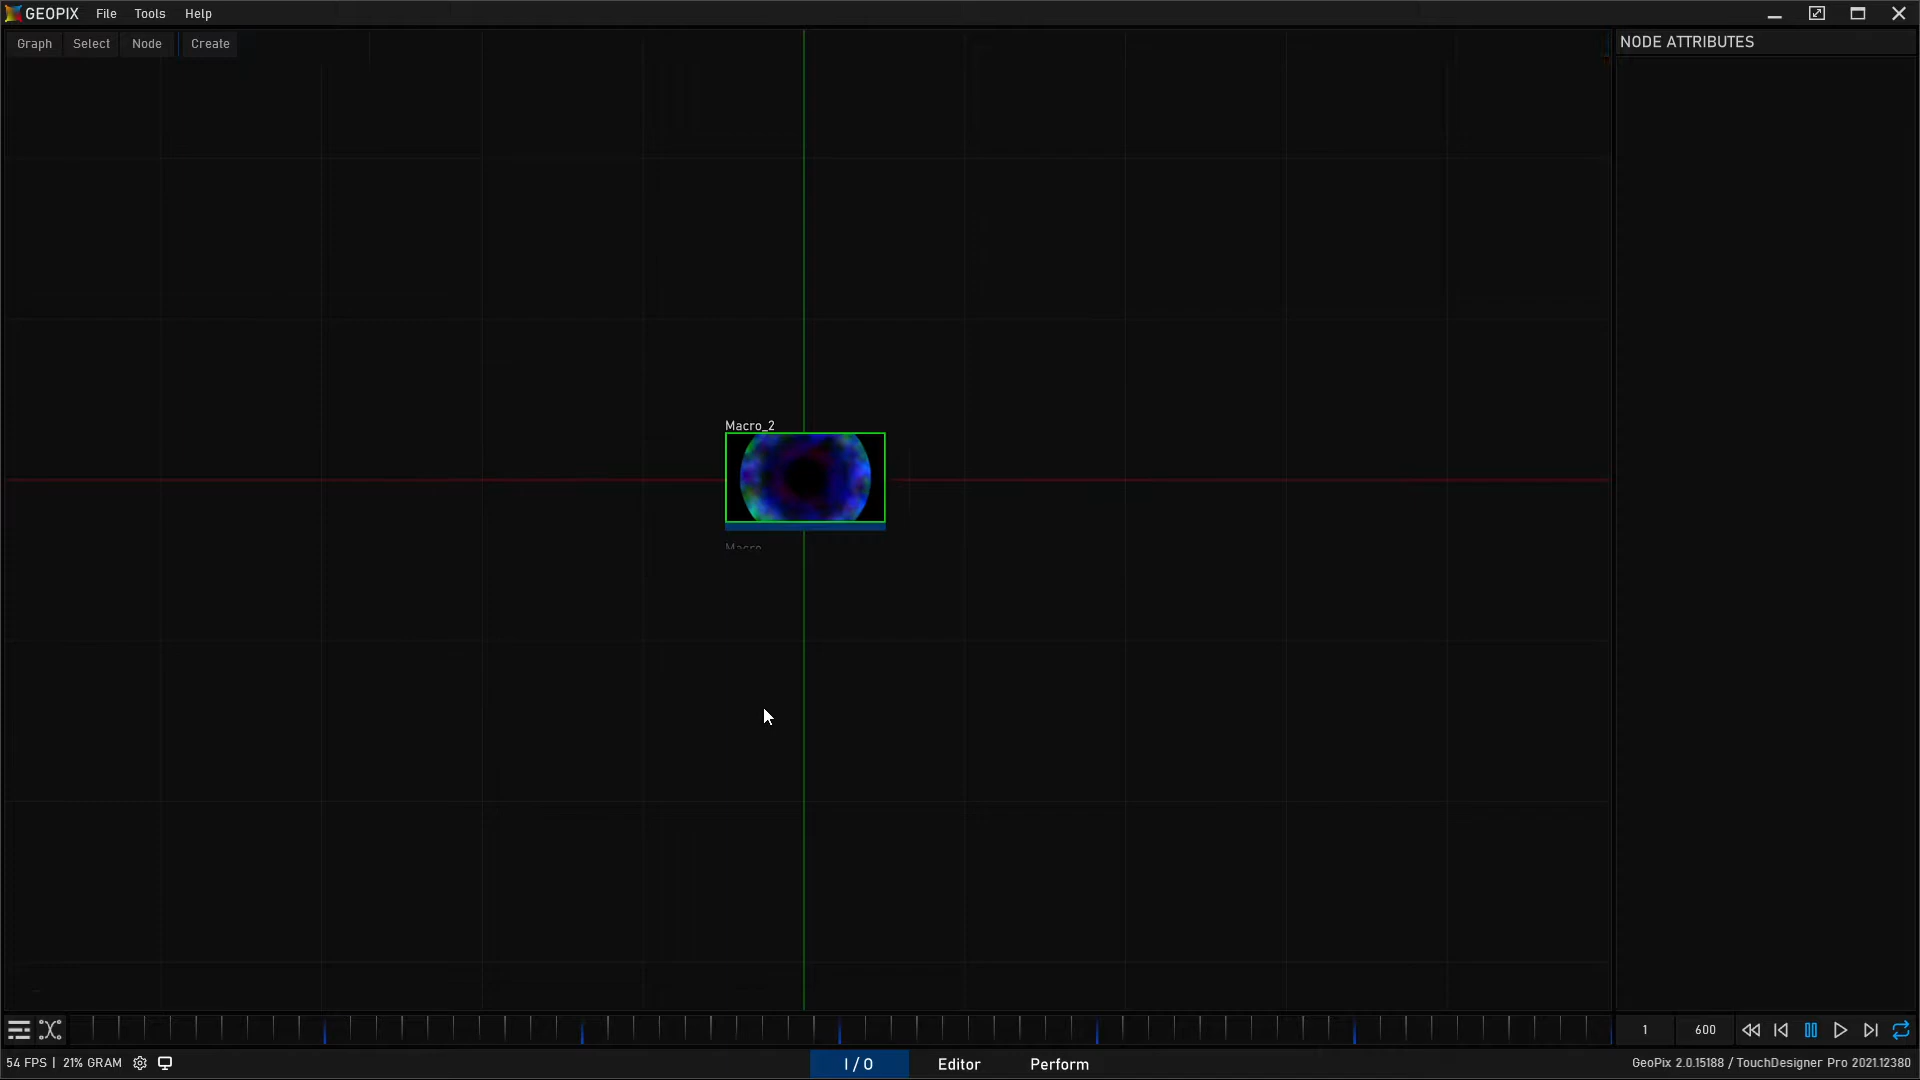 GEOPIX File Tools Help
Graph Select Node Create
NODE ATTRIBUTES
Macro_2
Macro
1 600
54 FPS | 21% GRAM
I / O Editor Perform
GeoPix 2.0.15188 / TouchDesigner Pro 2021.12380